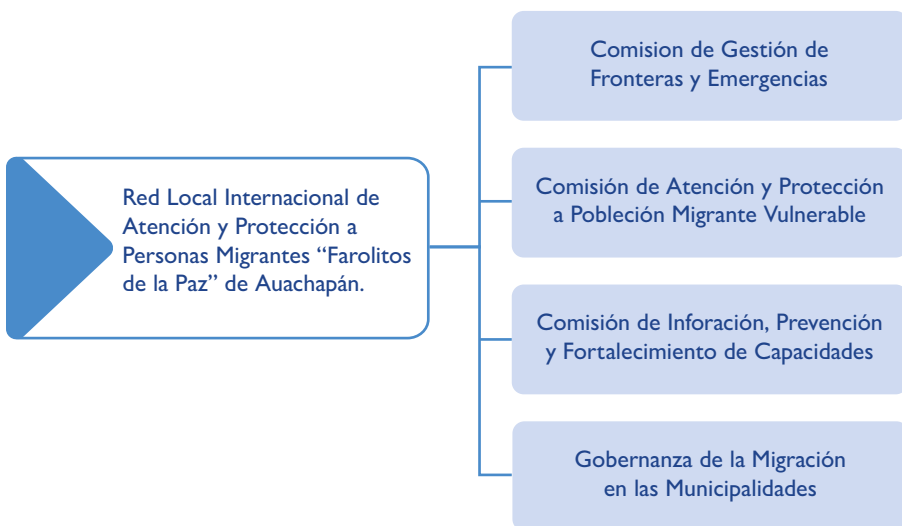 Red Local Internacional de
Atención y Protección a
Personas Migrantes “Farolitos
de la Paz” de Auachapán.
Comision de Gestión de
Fronteras y Emergencias
Comisión de Atención y Protección
a Pobleción Migrante Vulnerable
Comisión de Inforación, Prevención
y Fortalecimiento de Capacidades
Gobernanza de la Migración
en las Municipalidades